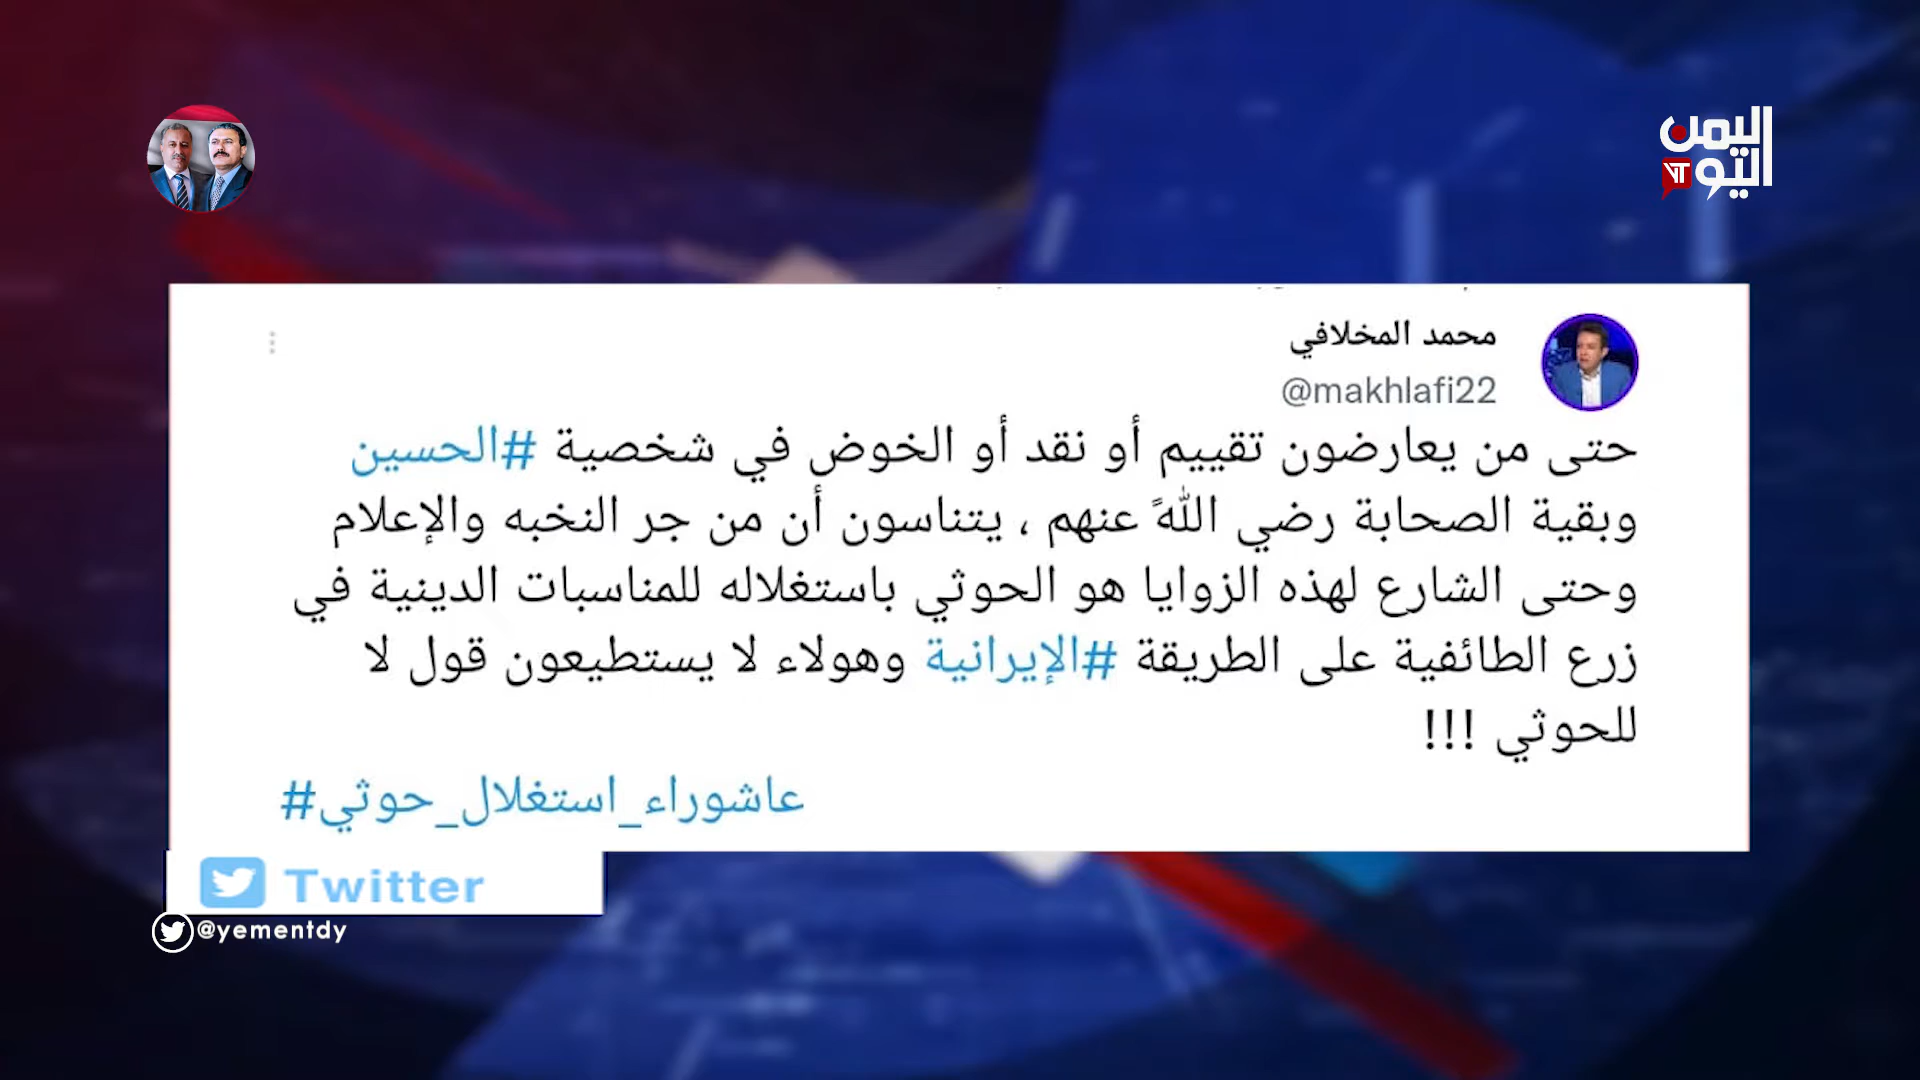 اليمن
اليوم
YT
محمد المخلافي
@makhlafi22
حتى من يعارضون تقييم أو نقد أو الخوض في شخصية #الحسين
وبقية الصحابة رضي الله عنهم ، يتناسون أن من جر النخبه والإعلام
وحتى الشارع لهذه الزوايا هو الحوثي باستغلاله للمناسبات الدينية في
زرع الطائفية على الطريقة #الإيرانية وهولاء لا يستطيعون قول لا
للحوثي !!!
#عاشوراء_استغلال_حوثي
Twitter
@yementdy